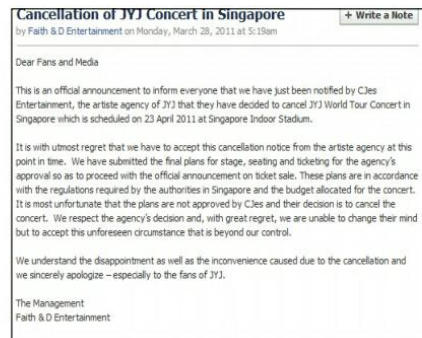 Cancellation of JYJ Concert in Singapore
+ Write a Note
by Faith & D Entertainment on Monday, March 28, 2011 at 5:19am
Dear Fans and Media
This is an official announcement to inform everyone that we have just been notified by CJes
Entertainment, the artiste agency of JYJ that they have decided to cancel JYJ World Tour Concert in
Singapore which is scheduled on 23 April 2011 at Singapore Indoor Stadium.
It is with utmost regret that we have to accept this cancellation notice from the artiste agency at this
point in time. We have submitted the final plans for stage, seating and ticketing for the agency's
approval so as to proceed with the official announcement on ticket sale. These plans are in accordance
with the regulations required by the authorities in Singapore and the budget allocated for the concert.
It is most unfortunate that the plans are not approved by CJes and their decision is to cancel the
concert. We respect the agency's decision and, with great regret, we are unable to change their mind
but to accept this unforeseen circumstance that is beyond our control.
We understand the disappointment as well as the inconvenience caused due to the cancellation and
we sincerely apologize – especially to the fans of JYJ.
The Management
Faith & D Entertainment